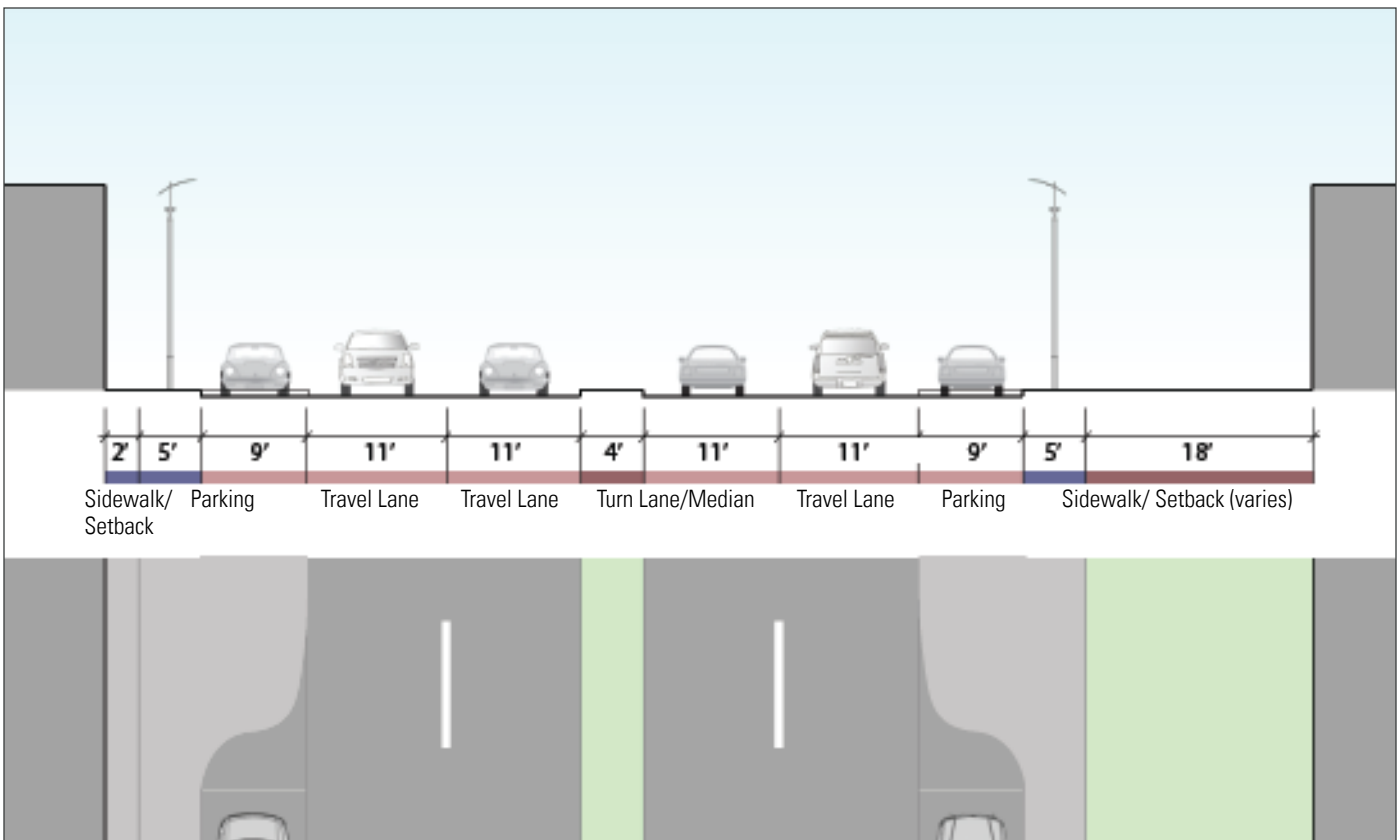 2′ 5′ 9′ 11′ 11′ 4′ 11′ 11′ 9′ 5′ 18′
Sidewalk/ Parking Travel Lane Travel Lane Turn Lane/Median Travel Lane Parking Sidewalk/ Setback (varies)
Setback